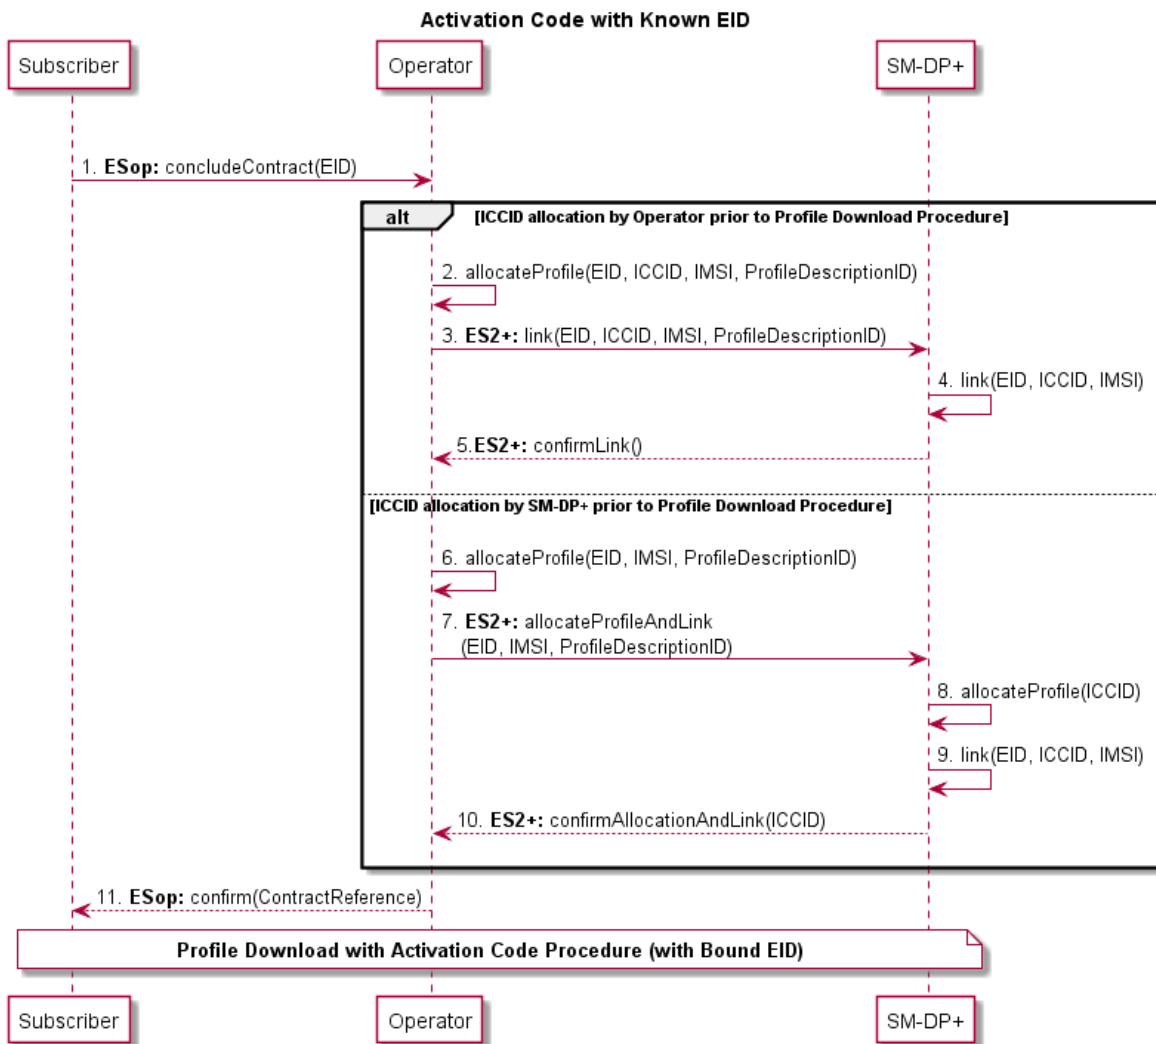 Activation Code with Known EID
Subscriber
Operator
SM-DP+
1. ESop: concludeContract(EID)
alt
[ICCID allocation by Operator prior to Profile Download Procedure]
2. allocateProfile(EID, ICCID, IMSI, ProfileDescriptionID)
3. ES2+: link(EID, ICCID, IMSI, ProfileDescriptionID)
4. link(EID, ICCID, IMSI)
5.ES2+: confirmLink()
[ICCID allocation by SM-DP+ prior to Profile Download Procedure]
6. allocateProfile(EID, IMSI, ProfileDescriptionID)
7. ES2+: allocateProfileAndLink
(EID, IMSI, ProfileDescriptionID)
8. allocateProfile(ICCID)
9. link(EID, ICCID, IMSI)
10. ES2+: confirmAllocationAndLink(ICCID)
11. ESop: confirm(ContractReference)
Profile Download with Activation Code Procedure (with Bound EID)
Subscriber
Operator
SM-DP+